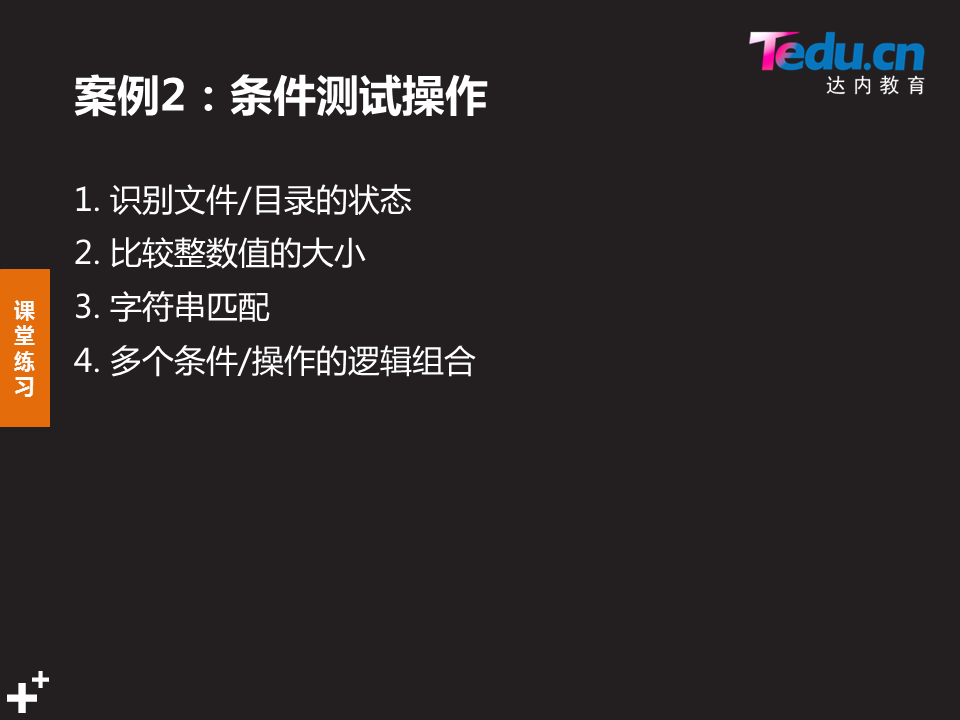 Tedu.cn
达内教育
案例2：条件测试操作
1. 识别文件/目录的状态
2. 比较整数值的大小
3. 字符串匹配
4. 多个条件/操作的逻辑组合
课
堂
练
习